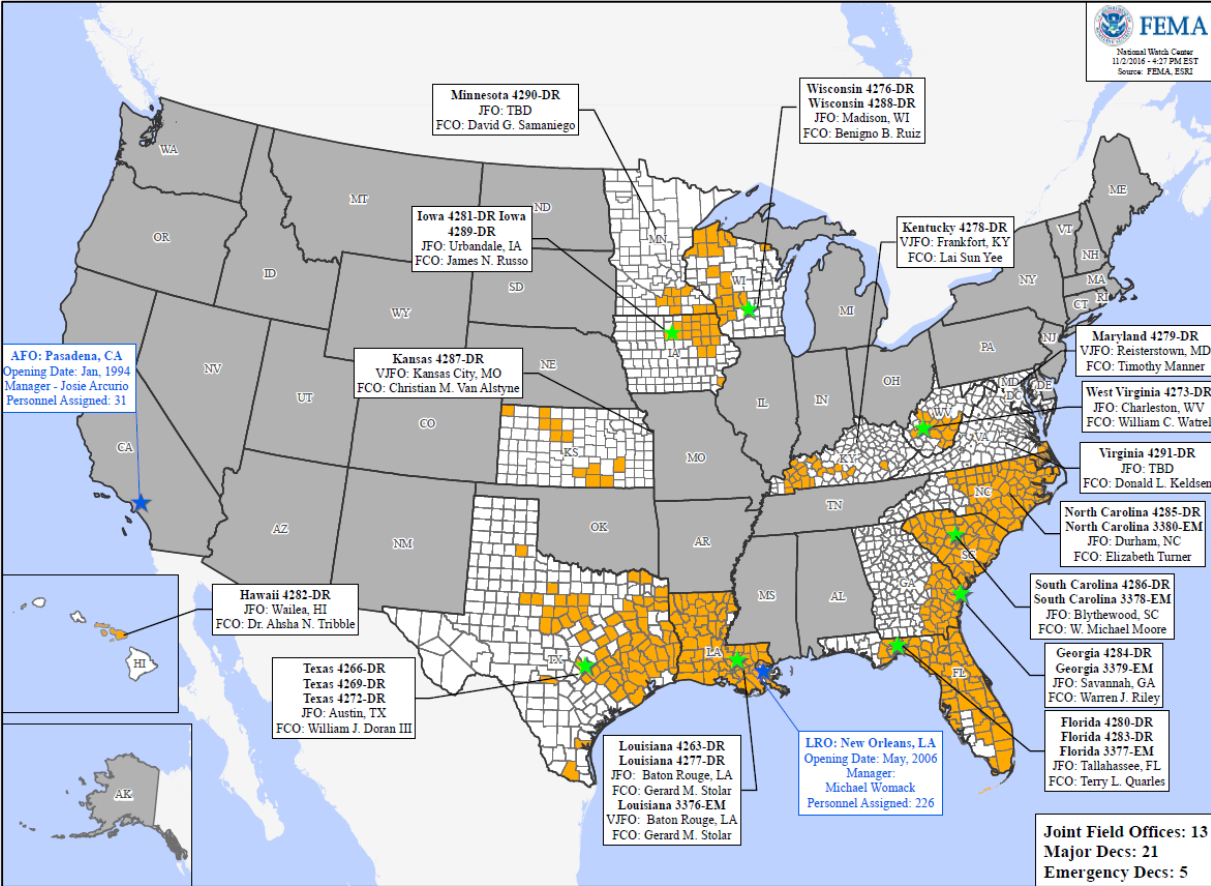 FEMA
National Watch Center
11/2/2016 - 4:27 PM EST
Source: FEMA, ESRI
Minnesota 4290-DR
JFO: TBD
FCO: David G. Samaniego
Wisconsin 4276-DR
Wisconsin 4288-DR
JFO: Madison, WI
FCO: Benigno B. Ruiz
Iowa 4281-DR Iowa
4289-DR
JFO: Urbandale, IA
FCO: James N. Russo
Kentucky 4278-DR
VJFO: Frankfort, KY
FCO: Lai Sun Yee
AFO: Pasadena, CA
Opening Date: Jan, 1994
Manager - Josie Arcurio
Personnel Assigned: 31
Kansas 4287-DR
VJFO: Kansas City, MO
FCO: Christian M. Van Alstyne
Maryland 4279-DR
VJFO: Reisterstown, MD
FCO: Timothy Manner
West Virginia 4273-DR
JFO: Charleston, WV
FCO: William C. Watrel
Virginia 4291-DR
JFO: TBD
FCO: Donald L. Keldsen
North Carolina 4285-DR
North Carolina 3380-EM
JFO: Durham, NC
FCO: Elizabeth Turner
South Carolina 4286-DR
South Carolina 3378-EM
JFO: Blythewood, SC
FCO: W. Michael Moore
Hawaii 4282-DR
JFO: Wailea, HI
FCO: Dr. Ahsha N. Tribble
Texas 4266-DR
Texas 4269-DR
Texas 4272-DR
JFO: Austin, TX
FCO: William J. Doran III
Georgia 4284-DR
Georgia 3379-EM
JFO: Savannah, GA
FCO: Warren J. Riley
Florida 4280-DR
Florida 4283-DR
Florida 3377-EM
JFO: Tallahassee, FL
FCO: Terry L. Quarles
Louisiana 4263-DR
Louisiana 4277-DR
JFO: Baton Rouge, LA
FCO: Gerard M. Stolar
Louisiana 3376-EM
VJFO: Baton Rouge, LA
FCO: Gerard M. Stolar
LRO: New Orleans, LA
Opening Date: May, 2006
Manager:
Michael Womack
Personnel Assigned: 226
Joint Field Offices: 13
Major Decs: 21
Emergency Decs: 5
WA
MT
ND
MN
ME
VT
NH
OR
ID
SD
WI
MI
NY
MA
CT
RI
WY
IA
PA
NJ
NV
UT
NE
IL
IN
OH
MD
DE
DC
CA
CO
KS
MO
KY
WV
VA
AZ
NM
OK
AR
TN
NC
SC
TX
LA
MS
AL
GA
FL
HI
AK